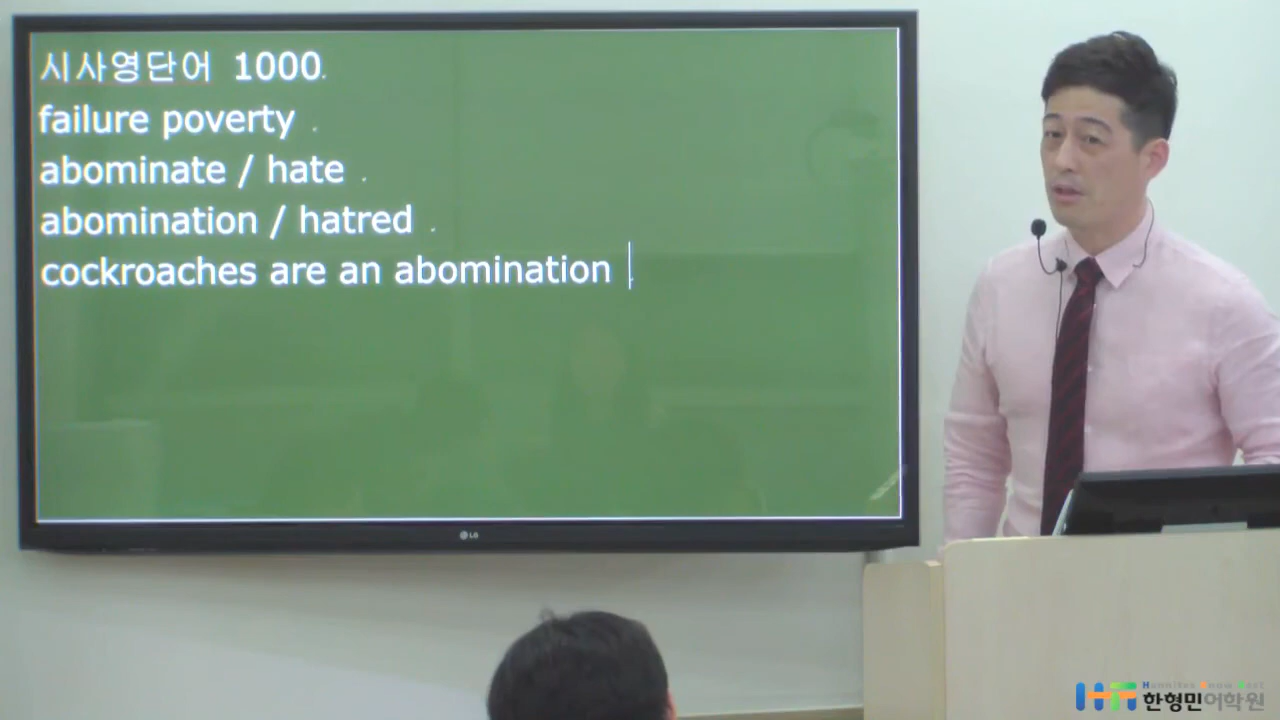 시사영단어 1000.
failure poverty .
abominate / hate .
abomination / hatred .
cockroaches are an abomination .
LG
한형민어학원